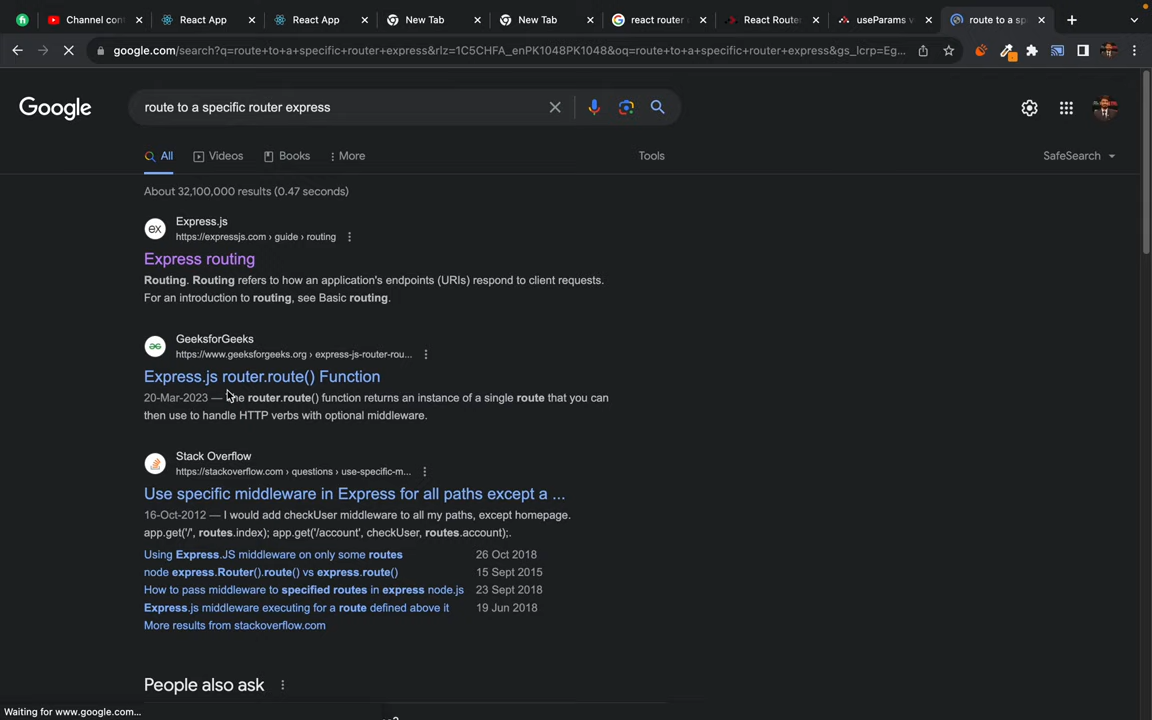 Channel con
React App
React App
New Tab
New Tab
react router
React Router
useParams v
route to a sp
google.com/search?q=route+to+a+specific+router+express&rlz=1C5CHFA_enPK1048PK1048&oq=route+to+a+specific+router+express&gs_lcrp=Eg...
Google
route to a specific router express
All
Videos
Books
More
Tools
SafeSearch
About 32,100,000 results (0.47 seconds)
ex
Express.js
https://expressjs.com › guide › routing
Express routing
Routing. Routing refers to how an application's endpoints (URIs) respond to client requests.
For an introduction to routing, see Basic routing.
GeeksforGeeks
https://www.geeksforgeeks.org › express-js-router-rou...
Express.js router.route() Function
20-Mar-2023 — The router.route() function returns an instance of a single route that you can
then use to handle HTTP verbs with optional middleware.
Stack Overflow
https://stackoverflow.com › questions › use-specific-m...
Use specific middleware in Express for all paths except a ...
16-Oct-2012 — I would add checkUser middleware to all my paths, except homepage.
app.get('/', routes.index); app.get('/account', checkUser, routes.account);.
Using Express.JS middleware on only some routes 26 Oct 2018
node express.Router().route() vs express.route() 15 Sept 2015
How to pass middleware to specified routes in express node.js 23 Sept 2018
Express.js middleware executing for a route defined above it 19 Jun 2018
More results from stackoverflow.com
People also ask
Waiting for www.google.com...